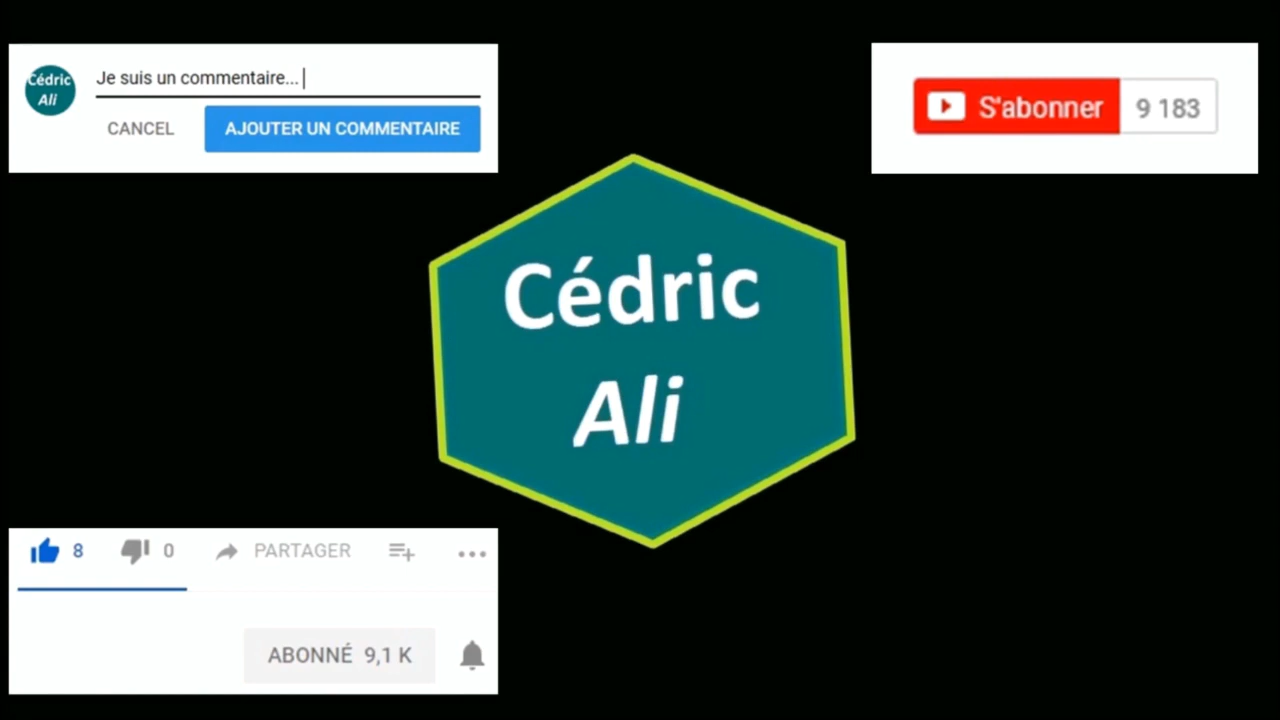 Cédric
Ali
Je suis un commentaire...
CANCEL AJOUTER UN COMMENTAIRE
S'abonner 9 183
Cédric
Ali
8 0 PARTAGER
ABONNÉ 9,1 K